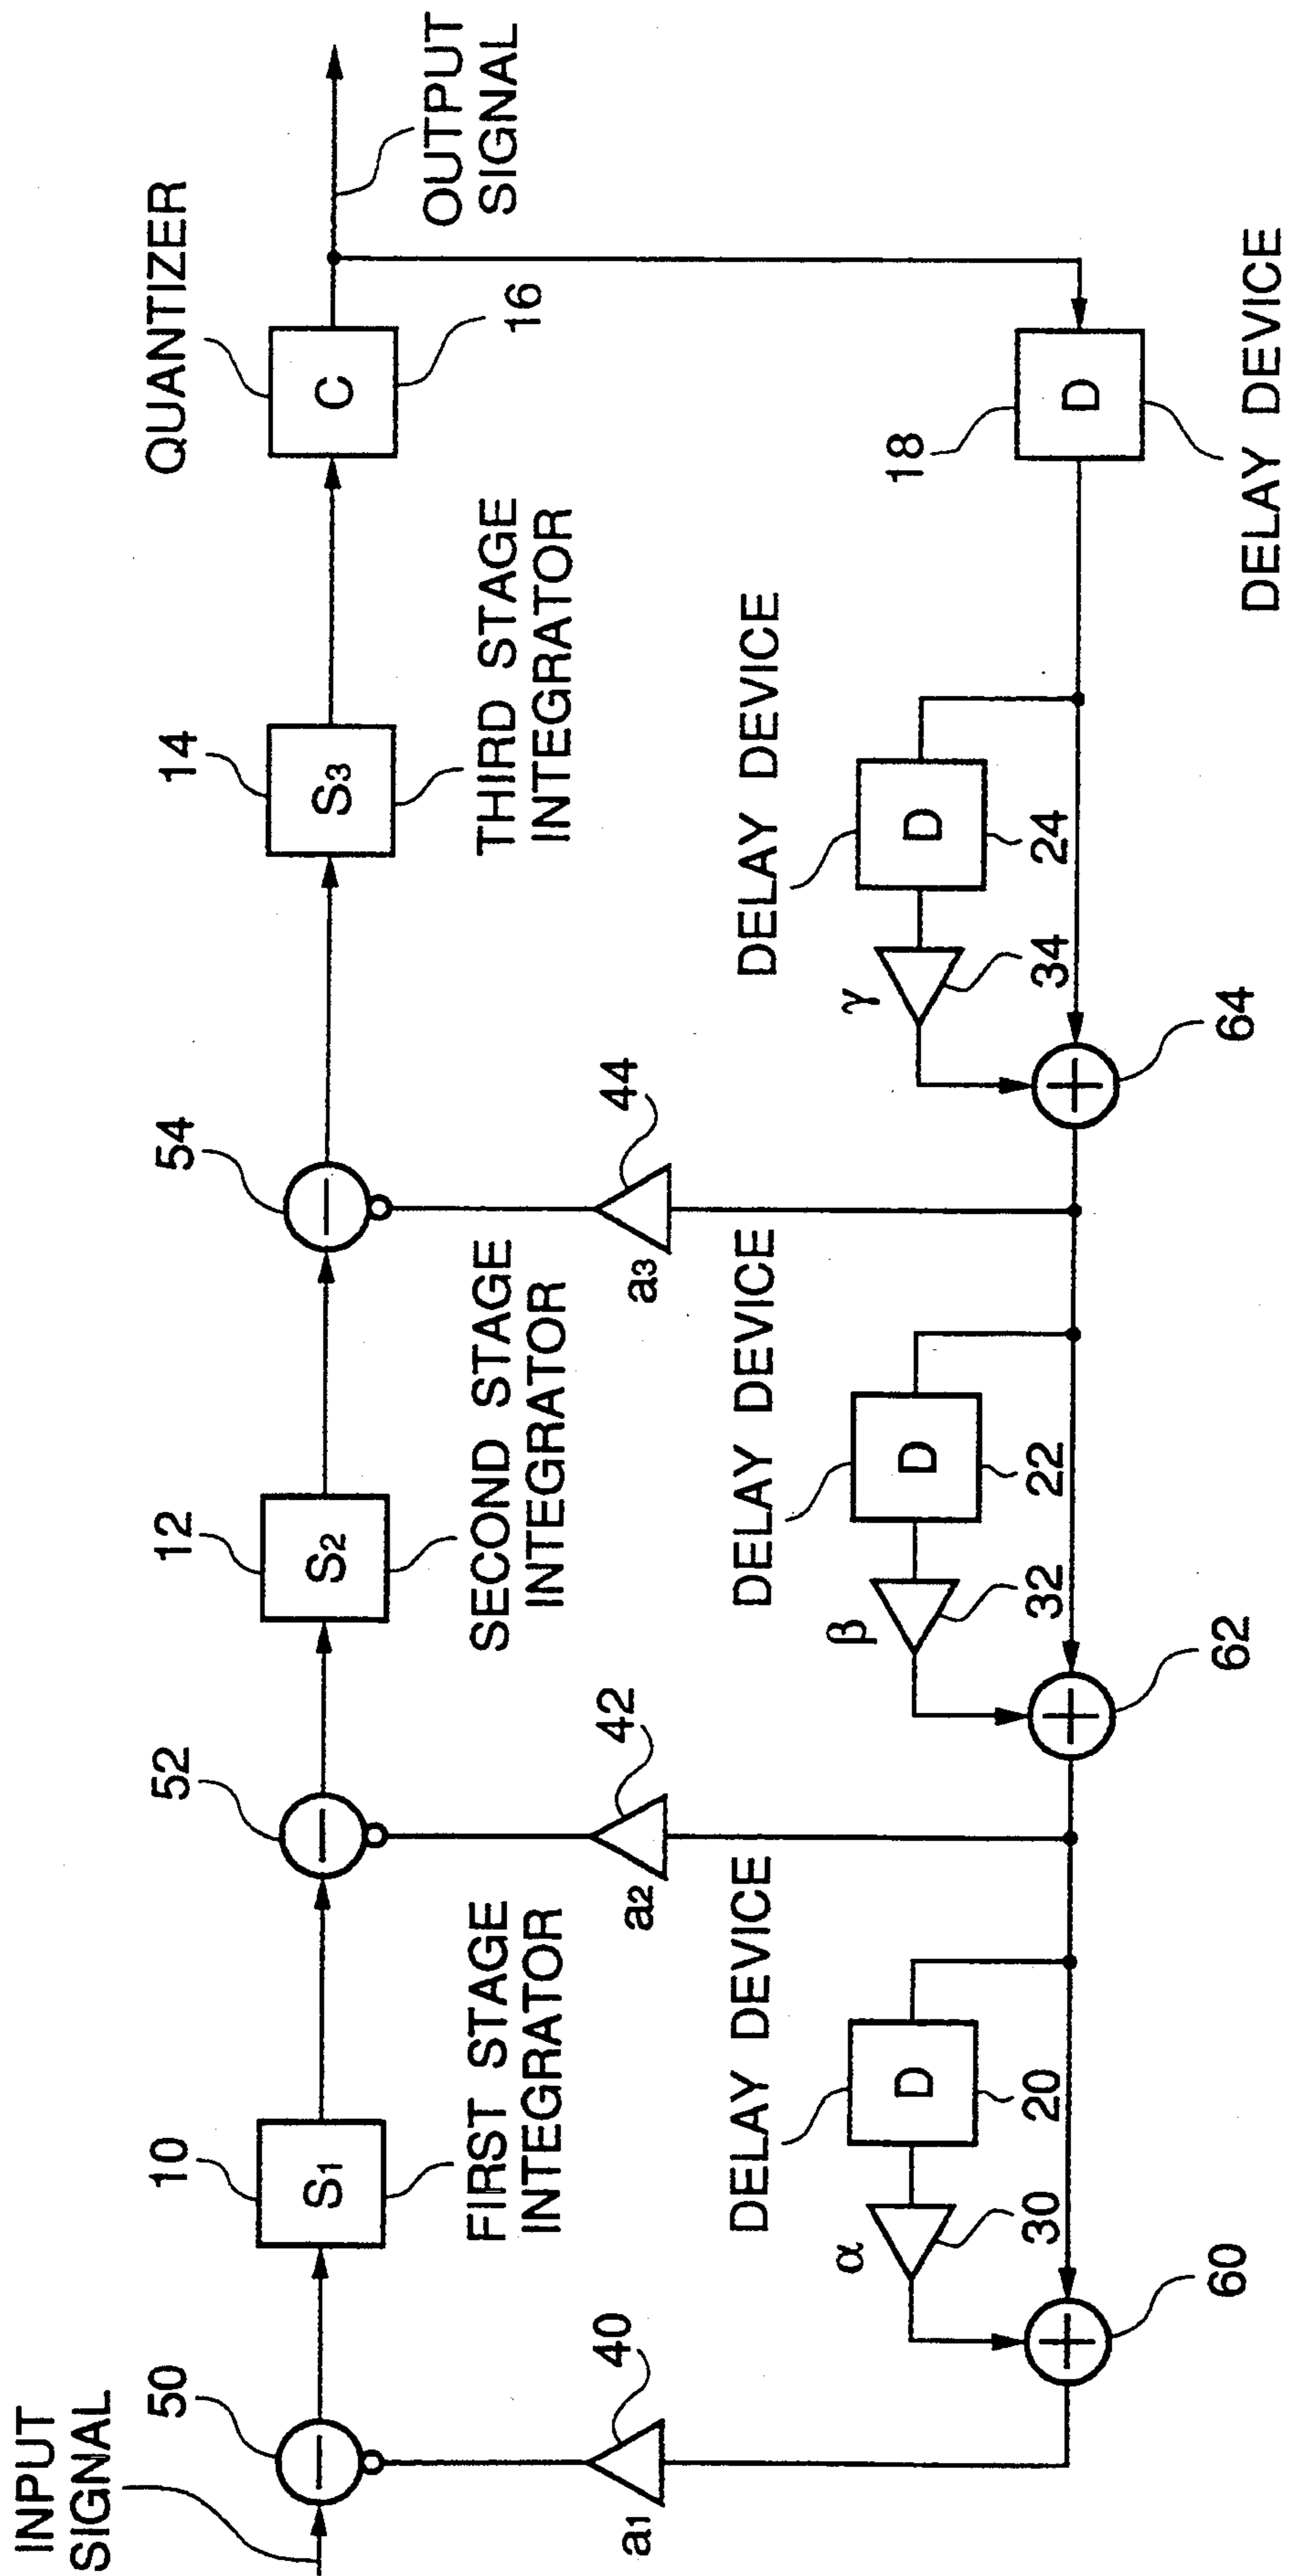 INPUT
SIGNAL
50
10
S1
FIRST STAGE
INTEGRATOR
52
12
S2
SECOND STAGE
INTEGRATOR
54
14
S3
THIRD STAGE
INTEGRATOR
QUANTIZER
C
16
OUTPUT
SIGNAL
a1
40
a2
42
a3
44
DELAY DEVICE
α
30
D
20
DELAY DEVICE
β
32
D
22
DELAY DEVICE
γ
34
D
24
18
D
DELAY DEVICE
60
62
64